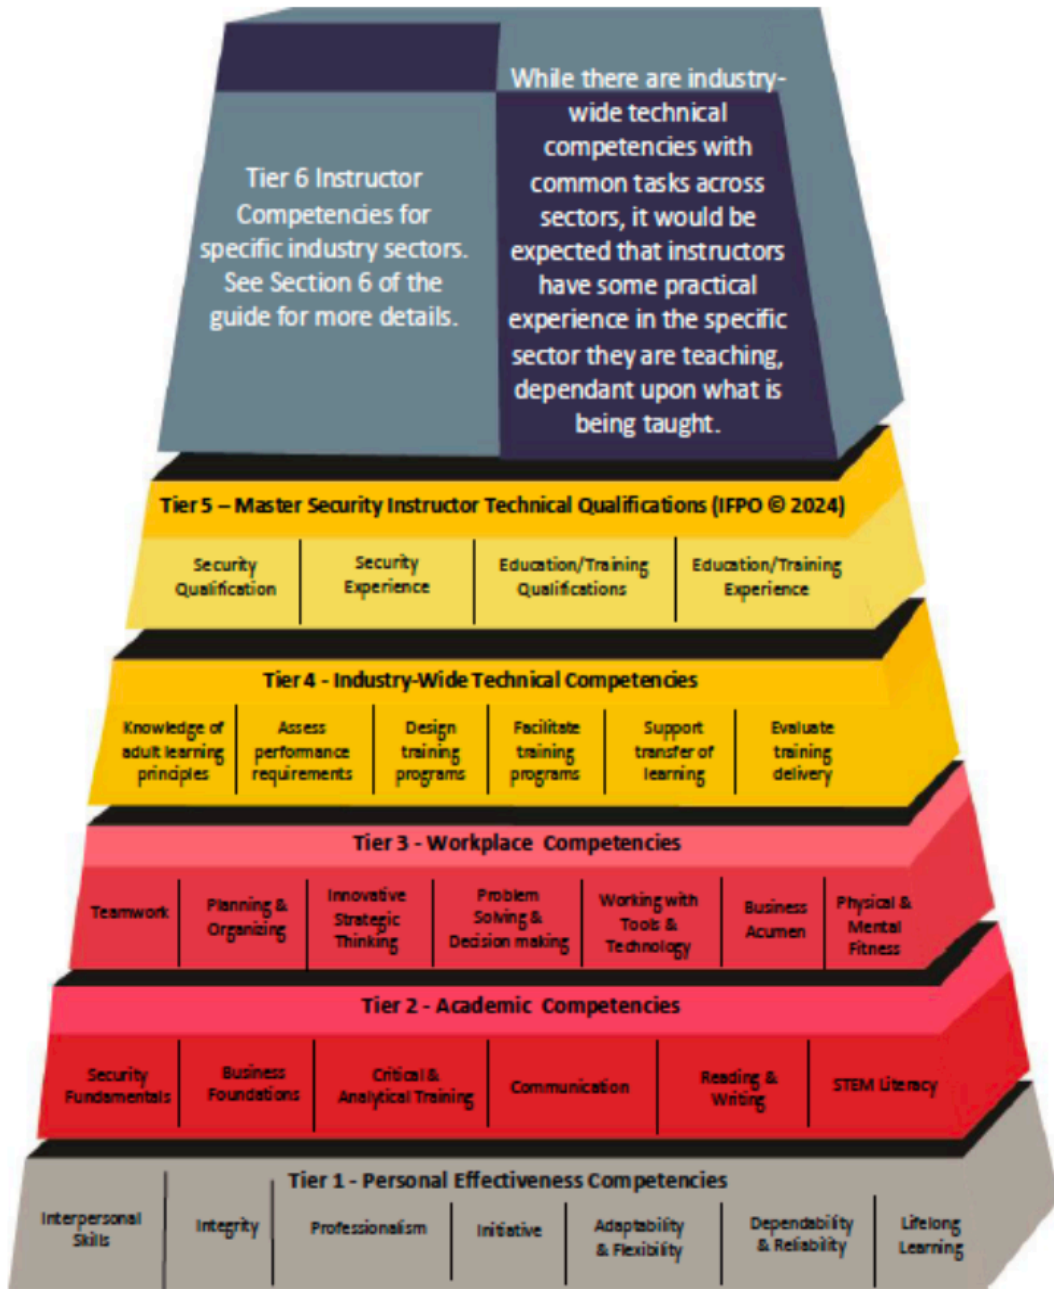 Tier 6 Instructor
Competencies for
specific industry sectors.
See Section 6 of the
guide for more details.
While there are industry-
wide technical
competencies with
common tasks across
sectors, it would be
expected that instructors
have some practical
experience in the specific
sector they are teaching,
dependant upon what is
being taught.
Tier 5 – Master Security Instructor Technical Qualifications (IFPO © 2024)
Security
Qualification
Security
Experience
Education/Training
Qualifications
Education/Training
Experience
Tier 4 - Industry-Wide Technical Competencies
Knowledge of
adult learning
principles
Assess
performance
requirements
Design
training
programs
Facilitate
training
programs
Support
transfer of
learning
Evaluate
training
delivery
Tier 3 - Workplace Competencies
Teamwork
Planning &
Organizing
Innovative
Strategic
Thinking
Problem
Solving &
Decision making
Working with
Tools &
Technology
Business
Acumen
Physical &
Mental
Fitness
Tier 2 - Academic Competencies
Security
Fundamentals
Business
Foundations
Critical &
Analytical Training
Communication
Reading &
Writing
STEM Literacy
Tier 1 - Personal Effectiveness Competencies
Interpersonal
Skills
Integrity
Professionalism
Initiative
Adaptability
& Flexibility
Dependability
& Reliability
Lifelong
Learning